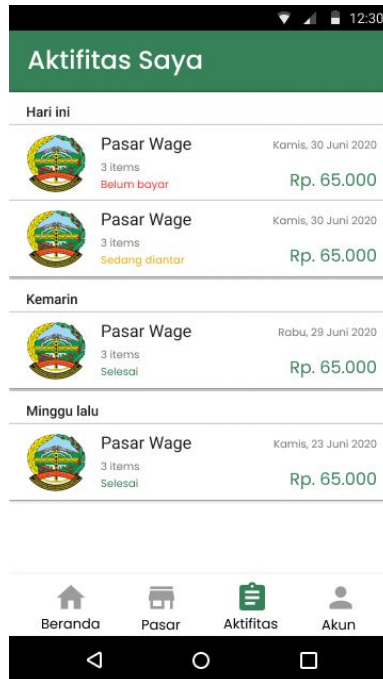 12:30
Aktifitas Saya
Hari ini
Pasar Wage
Kamis, 30 Juni 2020
3 items
Belum bayar
Rp. 65.000
Pasar Wage
Kamis, 30 Juni 2020
3 items
Sedang diantar
Rp. 65.000
Kemarin
Pasar Wage
Rabu, 29 Juni 2020
3 items
Selesai
Rp. 65.000
Minggu lalu
Pasar Wage
Kamis, 23 Juni 2020
3 items
Selesai
Rp. 65.000
Beranda
Pasar
Aktifitas
Akun